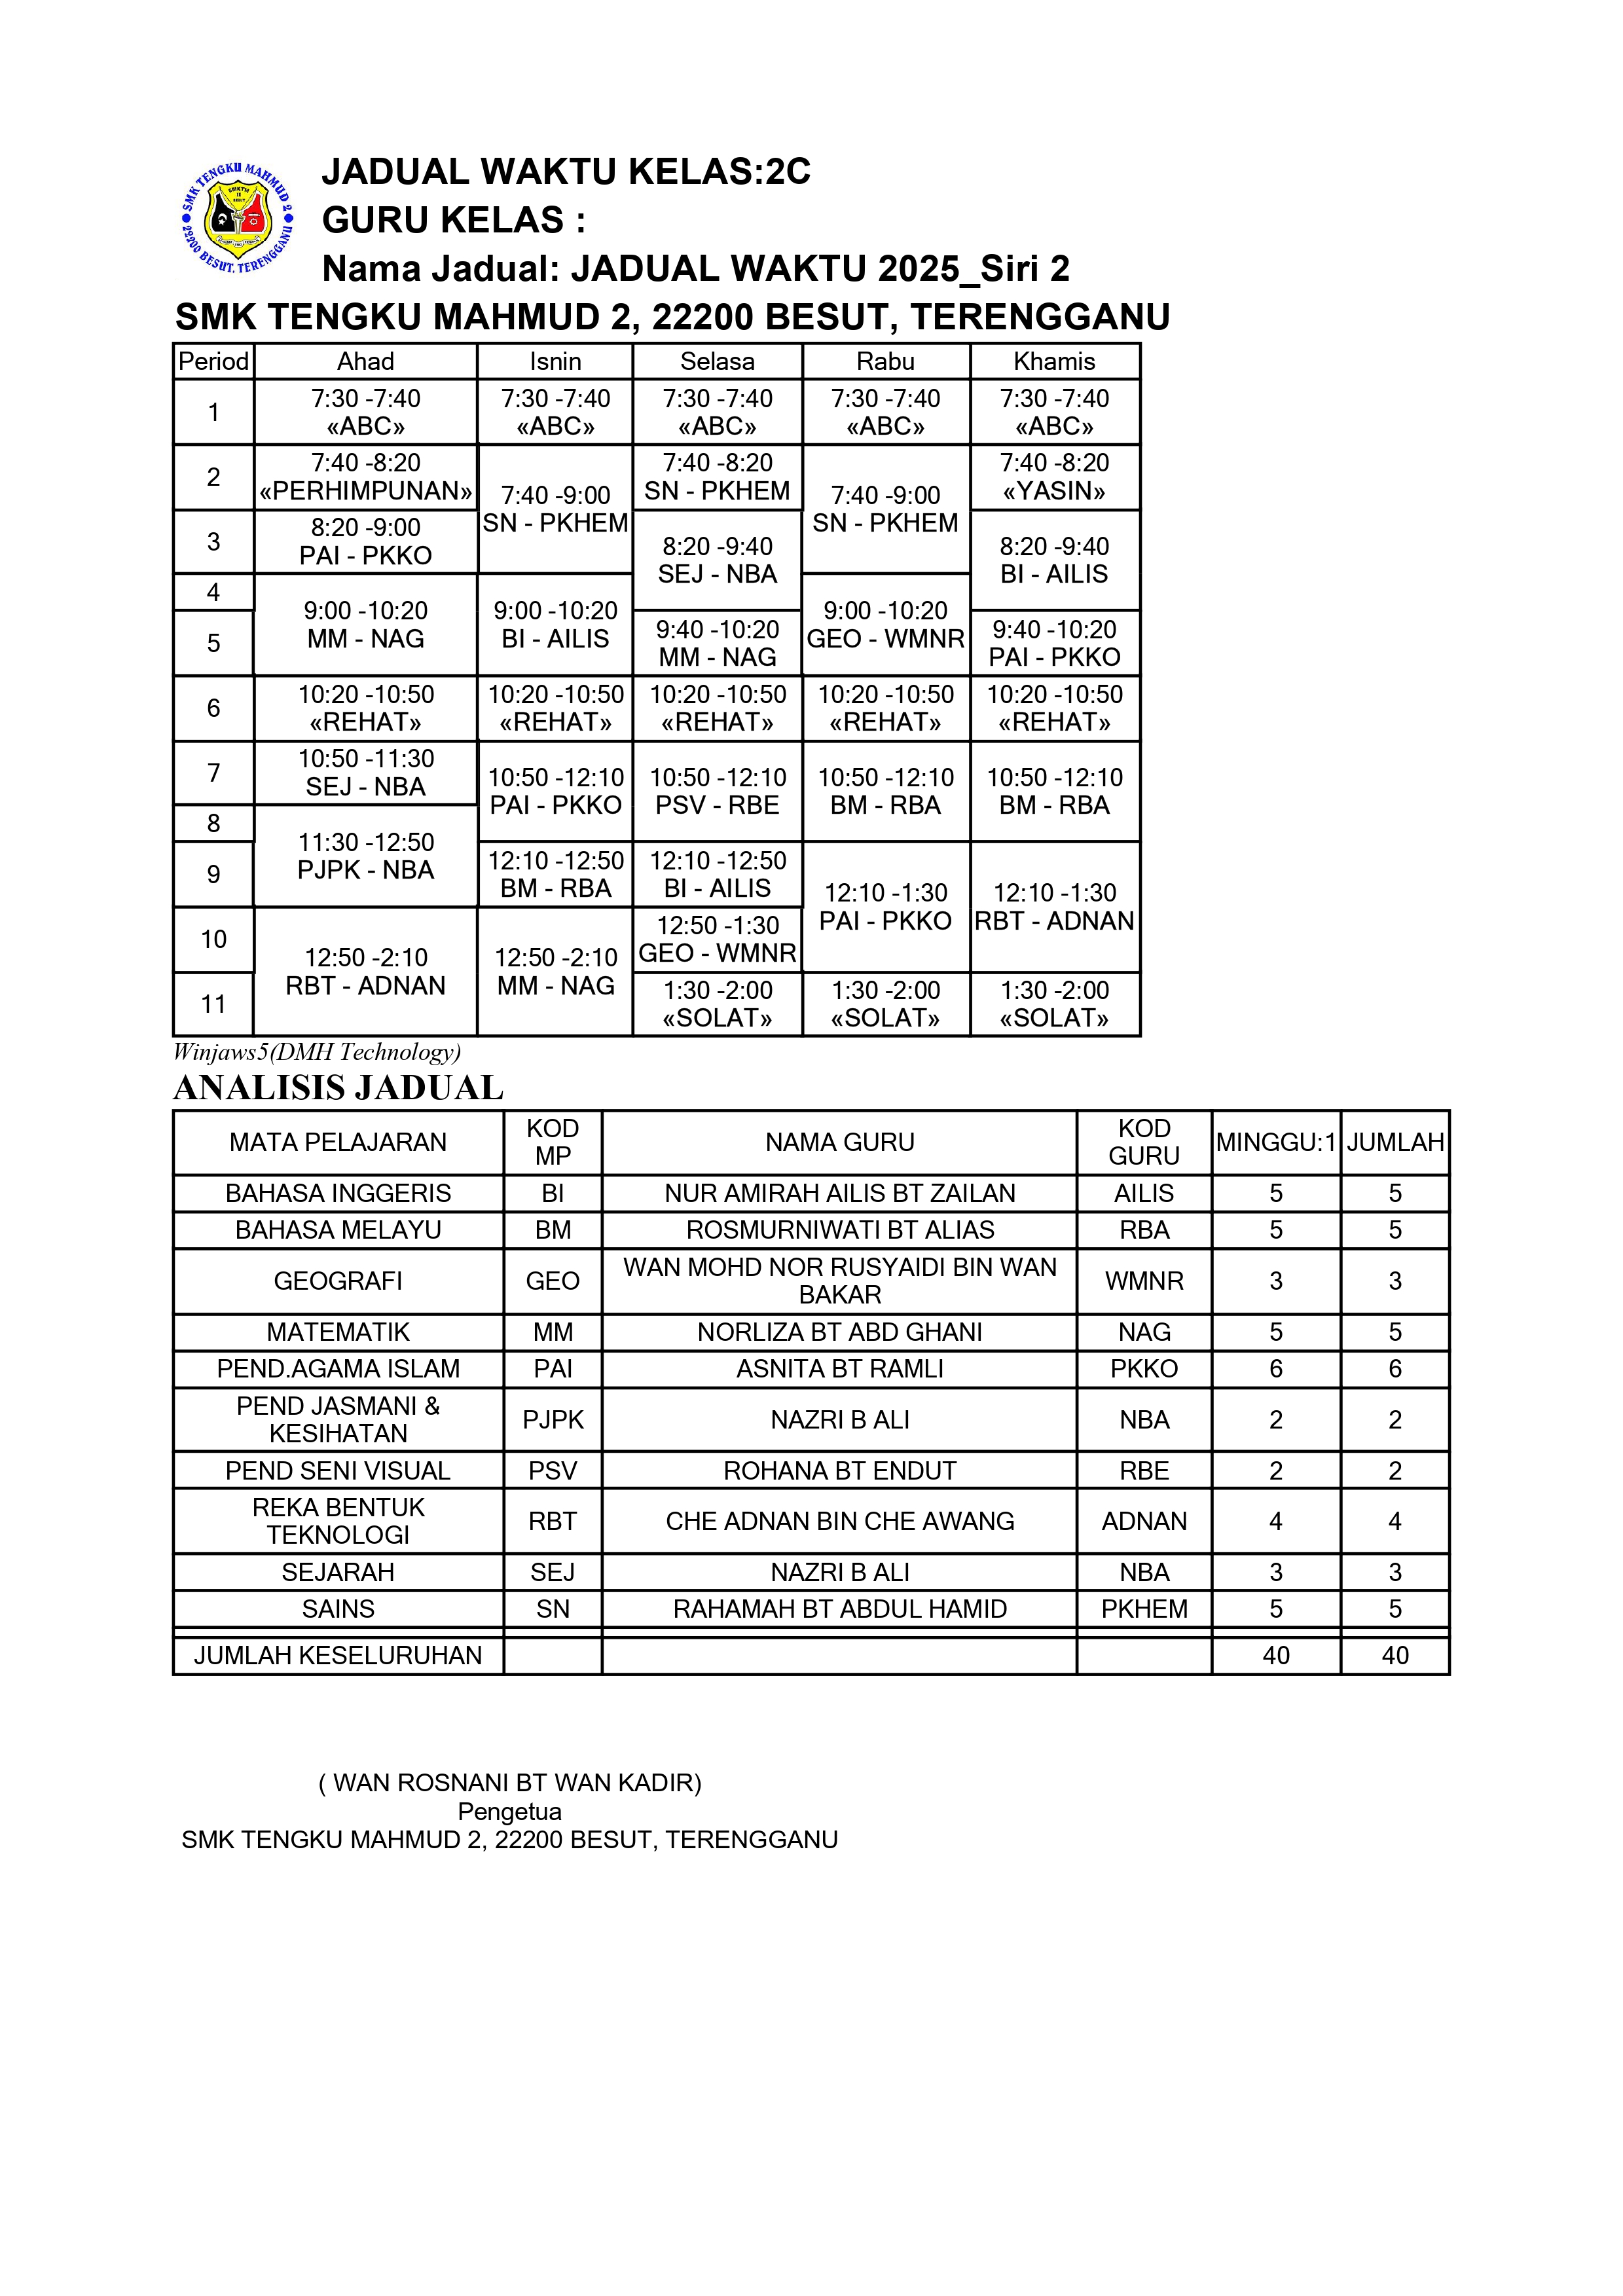 SMK TENGKU MAHMUD 2
22200 BESUT, TERENGGANU
JADUAL WAKTU KELAS:2C
GURU KELAS :
Nama Jadual: JADUAL WAKTU 2025_Siri 2
SMK TENGKU MAHMUD 2, 22200 BESUT, TERENGGANU
Period Ahad Isnin Selasa Rabu Khamis
1 7:30 -7:40 7:30 -7:40 7:30 -7:40 7:30 -7:40 7:30 -7:40
«ABC» «ABC» «ABC» «ABC» «ABC»
2 7:40 -8:20 7:40 -9:00 7:40 -8:20 7:40 -9:00 7:40 -8:20
«PERHIMPUNAN» SN - PKHEM SN - PKHEM SN - PKHEM «YASIN»
3 8:20 -9:00 8:20 -9:40 8:20 -9:40
PAI - PKKO SEJ - NBA BI - AILIS
4 9:00 -10:20 9:00 -10:20 9:00 -10:20
MM - NAG BI - AILIS GEO - WMNR
5 9:40 -10:20 9:40 -10:20
MM - NAG PAI - PKKO
6 10:20 -10:50 10:20 -10:50 10:20 -10:50 10:20 -10:50 10:20 -10:50
«REHAT» «REHAT» «REHAT» «REHAT» «REHAT»
7 10:50 -11:30 10:50 -12:10 10:50 -12:10 10:50 -12:10 10:50 -12:10
SEJ - NBA PAI - PKKO PSV - RBE BM - RBA BM - RBA
8 11:30 -12:50
PJPK - NBA
9 12:10 -12:50 12:10 -12:50 12:10 -1:30 12:10 -1:30
BM - RBA BI - AILIS PAI - PKKO RBT - ADNAN
10 12:50 -2:10 12:50 -2:10 12:50 -1:30
RBT - ADNAN MM - NAG GEO - WMNR
11 1:30 -2:00 1:30 -2:00 1:30 -2:00
«SOLAT» «SOLAT» «SOLAT»
Winjaws5(DMH Technology)
ANALISIS JADUAL
MATA PELAJARAN KOD MP NAMA GURU KOD GURU MINGGU:1 JUMLAH
BAHASA INGGERIS BI NUR AMIRAH AILIS BT ZAILAN AILIS 5 5
BAHASA MELAYU BM ROSMURNIWATI BT ALIAS RBA 5 5
GEOGRAFI GEO WAN MOHD NOR RUSYAIDI BIN WAN BAKAR WMNR 3 3
MATEMATIK MM NORLIZA BT ABD GHANI NAG 5 5
PEND.AGAMA ISLAM PAI ASNITA BT RAMLI PKKO 6 6
PEND JASMANI & KESIHATAN PJPK NAZRI B ALI NBA 2 2
PEND SENI VISUAL PSV ROHANA BT ENDUT RBE 2 2
REKA BENTUK TEKNOLOGI RBT CHE ADNAN BIN CHE AWANG ADNAN 4 4
SEJARAH SEJ NAZRI B ALI NBA 3 3
SAINS SN RAHAMAH BT ABDUL HAMID PKHEM 5 5
JUMLAH KESELURUHAN 40 40
( WAN ROSNANI BT WAN KADIR)
Pengetua
SMK TENGKU MAHMUD 2, 22200 BESUT, TERENGGANU